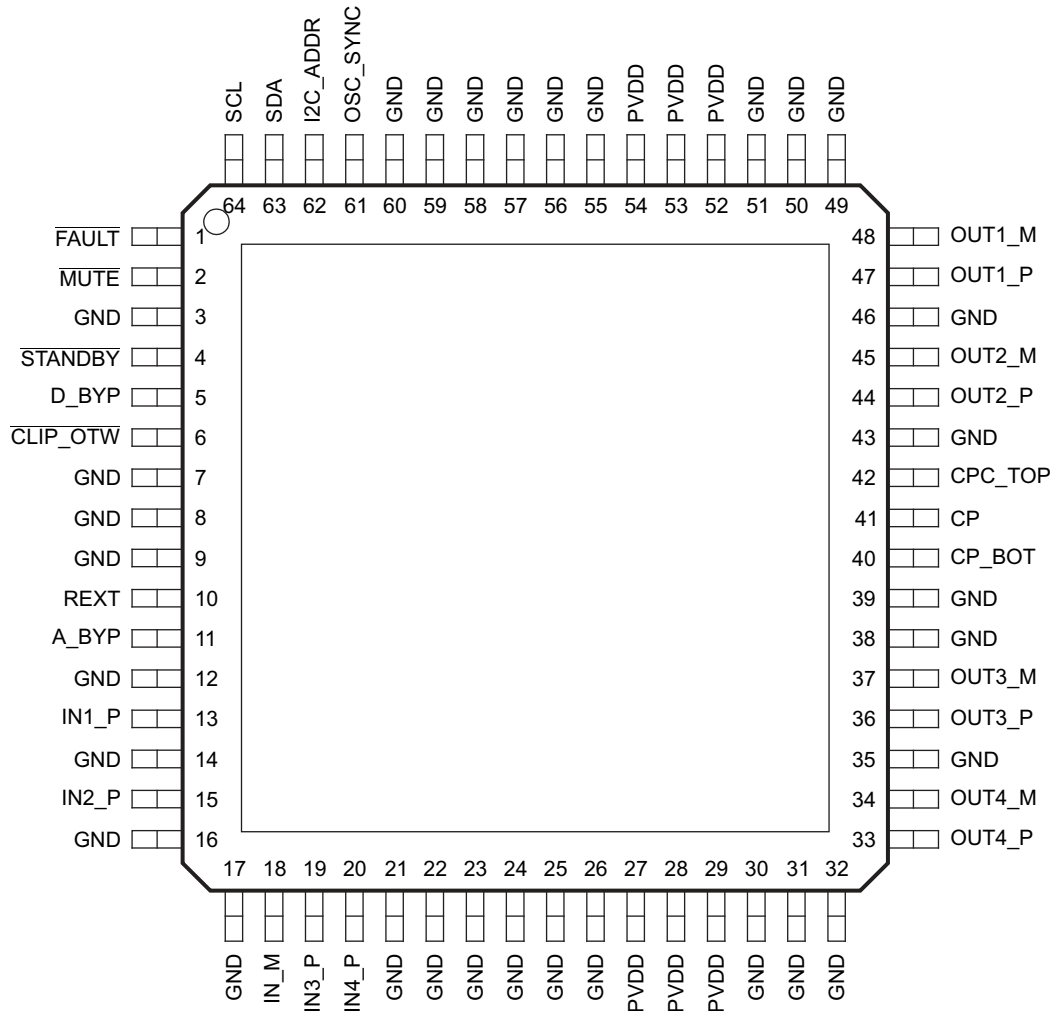 SCL
SDA
I2C_ADDR
OSC_SYNC
GND
GND
GND
GND
GND
GND
PVDD
PVDD
PVDD
GND
GND
GND
64 63 62 61 60 59 58 57 56 55 54 53 52 51 50 49
FAULT 1 48 OUT1_M
MUTE 2 47 OUT1_P
GND 3 46 GND
STANDBY 4 45 OUT2_M
D_BYP 5 44 OUT2_P
CLIP_OTW 6 43 GND
GND 7 42 CPC_TOP
GND 8 41 CP
GND 9 40 CP_BOT
REXT 10 39 GND
A_BYP 11 38 GND
GND 12 37 OUT3_M
IN1_P 13 36 OUT3_P
GND 14 35 GND
IN2_P 15 34 OUT4_M
GND 16 33 OUT4_P
17 18 19 20 21 22 23 24 25 26 27 28 29 30 31 32
GND
IN_M
IN3_P
IN4_P
GND
GND
GND
GND
GND
GND
PVDD
PVDD
PVDD
GND
GND
GND